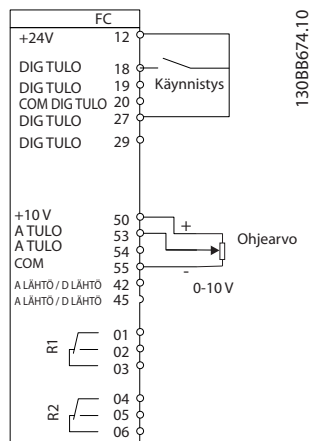 FC
+24V 12
DIG TULO 18
Käynnistys
DIG TULO 19
COM DIG TULO 20
DIG TULO 27
DIG TULO 29
+10 V 50 +
A TULO 53
Ohjearvo
A TULO 54
COM 55 -
0-10 V
A LÄHTÖ / D LÄHTÖ 42
A LÄHTÖ / D LÄHTÖ 45
R1
01
02
03
R2
04
05
06
130BB674.10